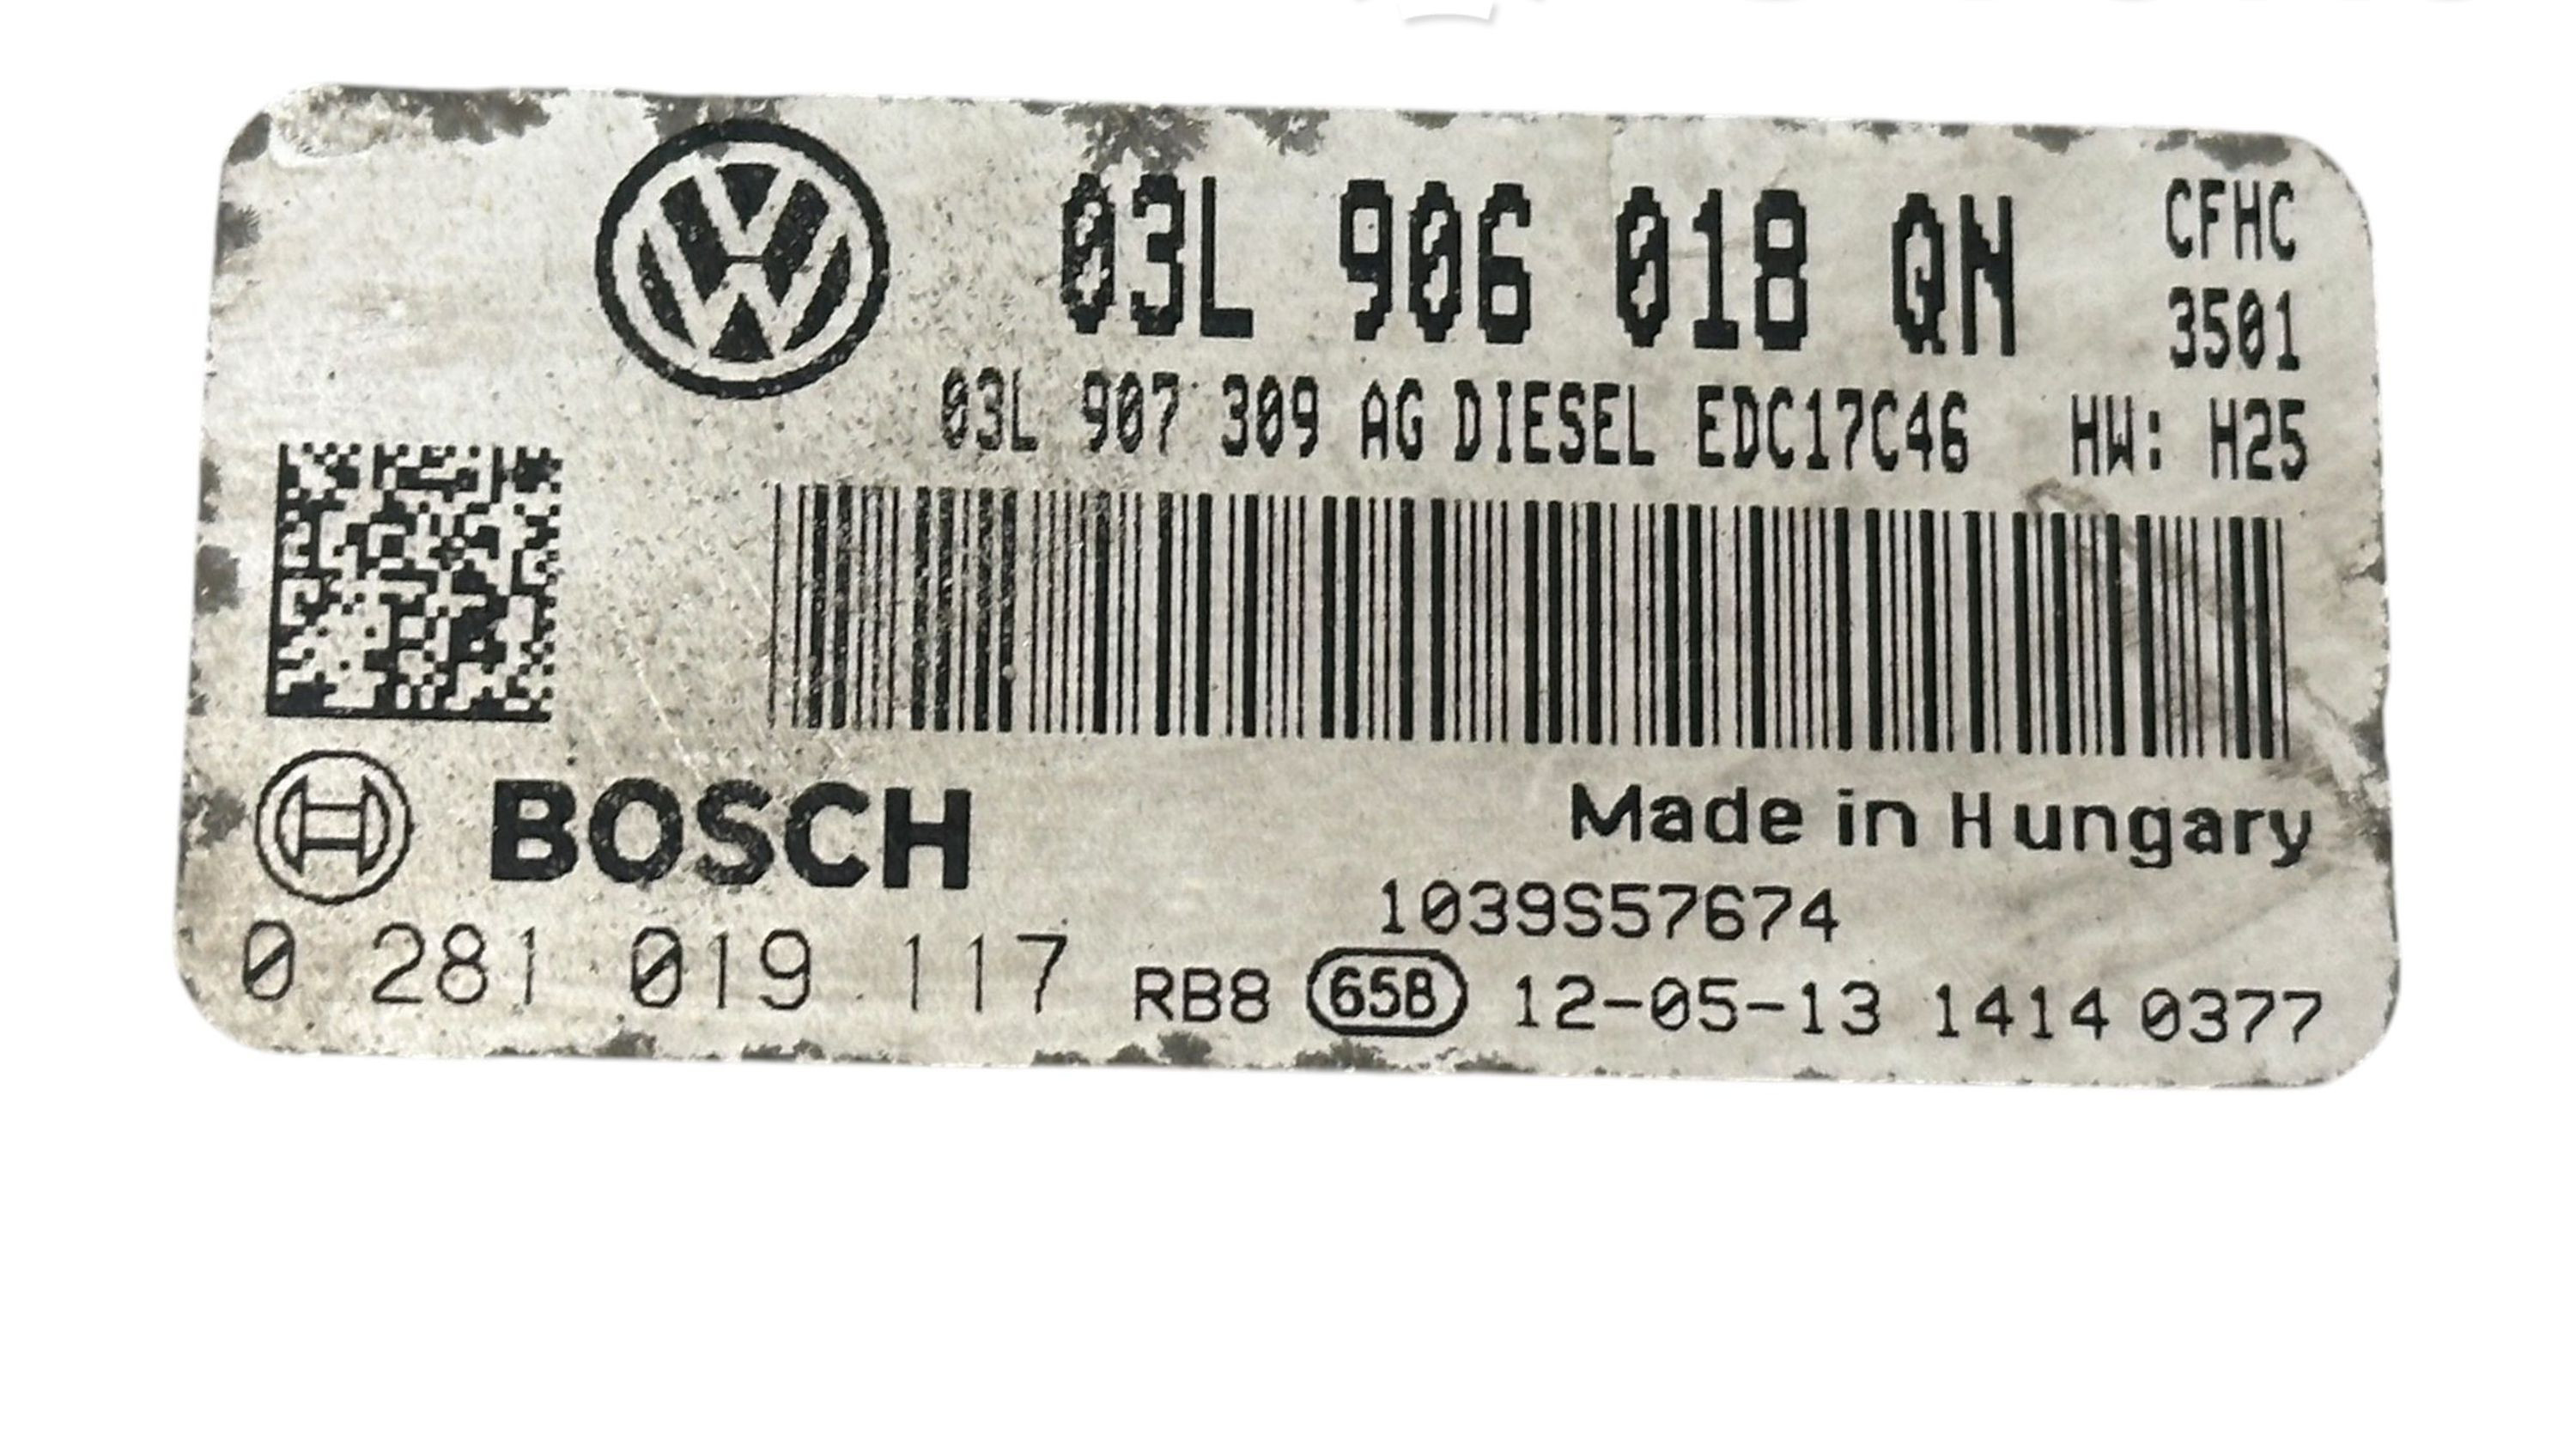 03L 906 018 QN CFHC
3501
03L 907 309 AG DIESEL EDC17C46 HW: H25
BOSCH
Made in Hungary
1039S57674
0 281 019 117 RB8 658 12-05-13 1414 0377